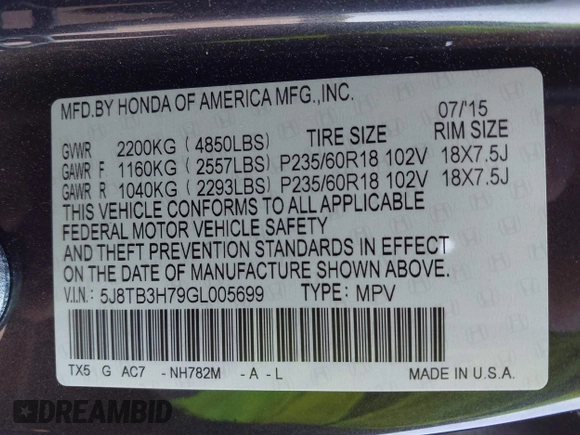 MFD.BY HONDA OF AMERICA MFG.,INC. 07/'15
GVWR 2200KG (4850LBS) TIRE SIZE RIM SIZE
GAWR F 1160KG (2557LBS) P235/60R18 102V 18X7.5J
GAWR R 1040KG (2293LBS) P235/60R18 102V 18X7.5J
THIS VEHICLE CONFORMS TO ALL APPLICABLE
FEDERAL MOTOR VEHICLE SAFETY
AND THEFT PREVENTION STANDARDS IN EFFECT
ON THE DATE OF MANUFACTURE SHOWN ABOVE.
V.I.N.: 5J8TB3H79GL005699 TYPE: MPV
TX5 G AC7 -NH782M -A-L MADE IN U.S.A.
DREAMBID